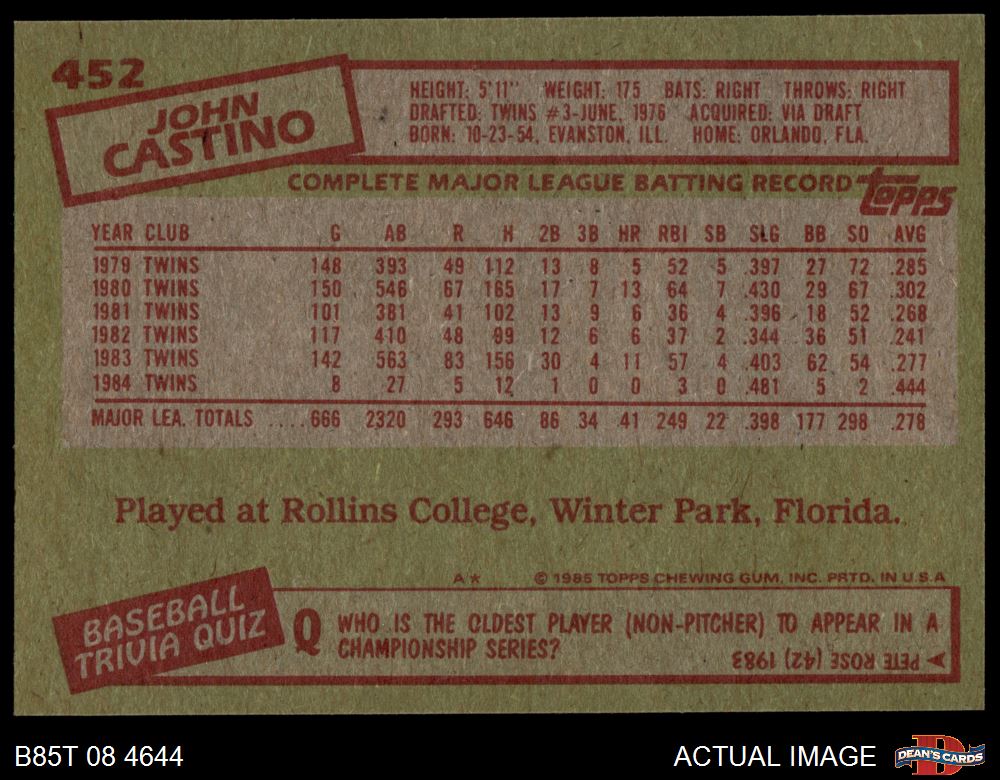 452
JOHN
CASTINO
HEIGHT: 5'11" WEIGHT: 175 BATS: RIGHT THROWS: RIGHT
DRAFTED: TWINS #3-JUNE, 1976 ACQUIRED: VIA DRAFT
BORN: 10-23-54, EVANSTON, ILL. HOME: ORLANDO, FLA.
COMPLETE MAJOR LEAGUE BATTING RECORD Topps
YEAR CLUB G AB R H 2B 3B HR RBI SB SLG BB SO AVG
1979 TWINS 148 393 49 112 13 8 5 52 5 .397 27 72 .285
1980 TWINS 150 546 67 165 17 7 13 64 7 .430 29 67 .302
1981 TWINS 101 381 41 102 13 9 6 36 4 .396 18 52 .268
1982 TWINS 117 410 48 99 12 6 6 37 2 .344 36 51 .241
1983 TWINS 142 563 83 156 30 4 11 57 4 .403 62 54 .277
1984 TWINS 8 27 5 12 1 0 0 3 0 .481 5 2 .444
MAJOR LEA. TOTALS ....666 2320 293 646 86 34 41 249 22 .398 177 298 .278
Played at Rollins College, Winter Park, Florida.
A* © 1985 TOPPS CHEWING GUM, INC. PRTD. IN U.S.A
BASEBALL
TRIVIA QUIZ
Q WHO IS THE OLDEST PLAYER (NON-PITCHER) TO APPEAR IN A
CHAMPIONSHIP SERIES?
PETE ROSE (42) 1983
B85T 08 4644
ACTUAL IMAGE
D
DEAN'S CARDS